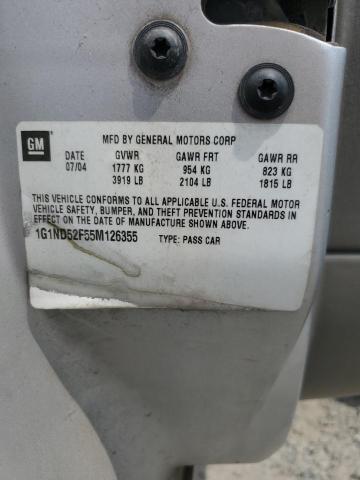 GM
MFD BY GENERAL MOTORS CORP
DATE GVWR GAWR FRT GAWR RR
07/04 1777 KG 954 KG 823 KG
3919 LB 2104 LB 1815 LB
THIS VEHICLE CONFORMS TO ALL APPLICABLE U.S. FEDERAL MOTOR
VEHICLE SAFETY, BUMPER, AND THEFT PREVENTION STANDARDS IN
EFFECT ON THE DATE OF MANUFACTURE SHOWN ABOVE.
1G1ND52F55M126355 TYPE: PASS CAR